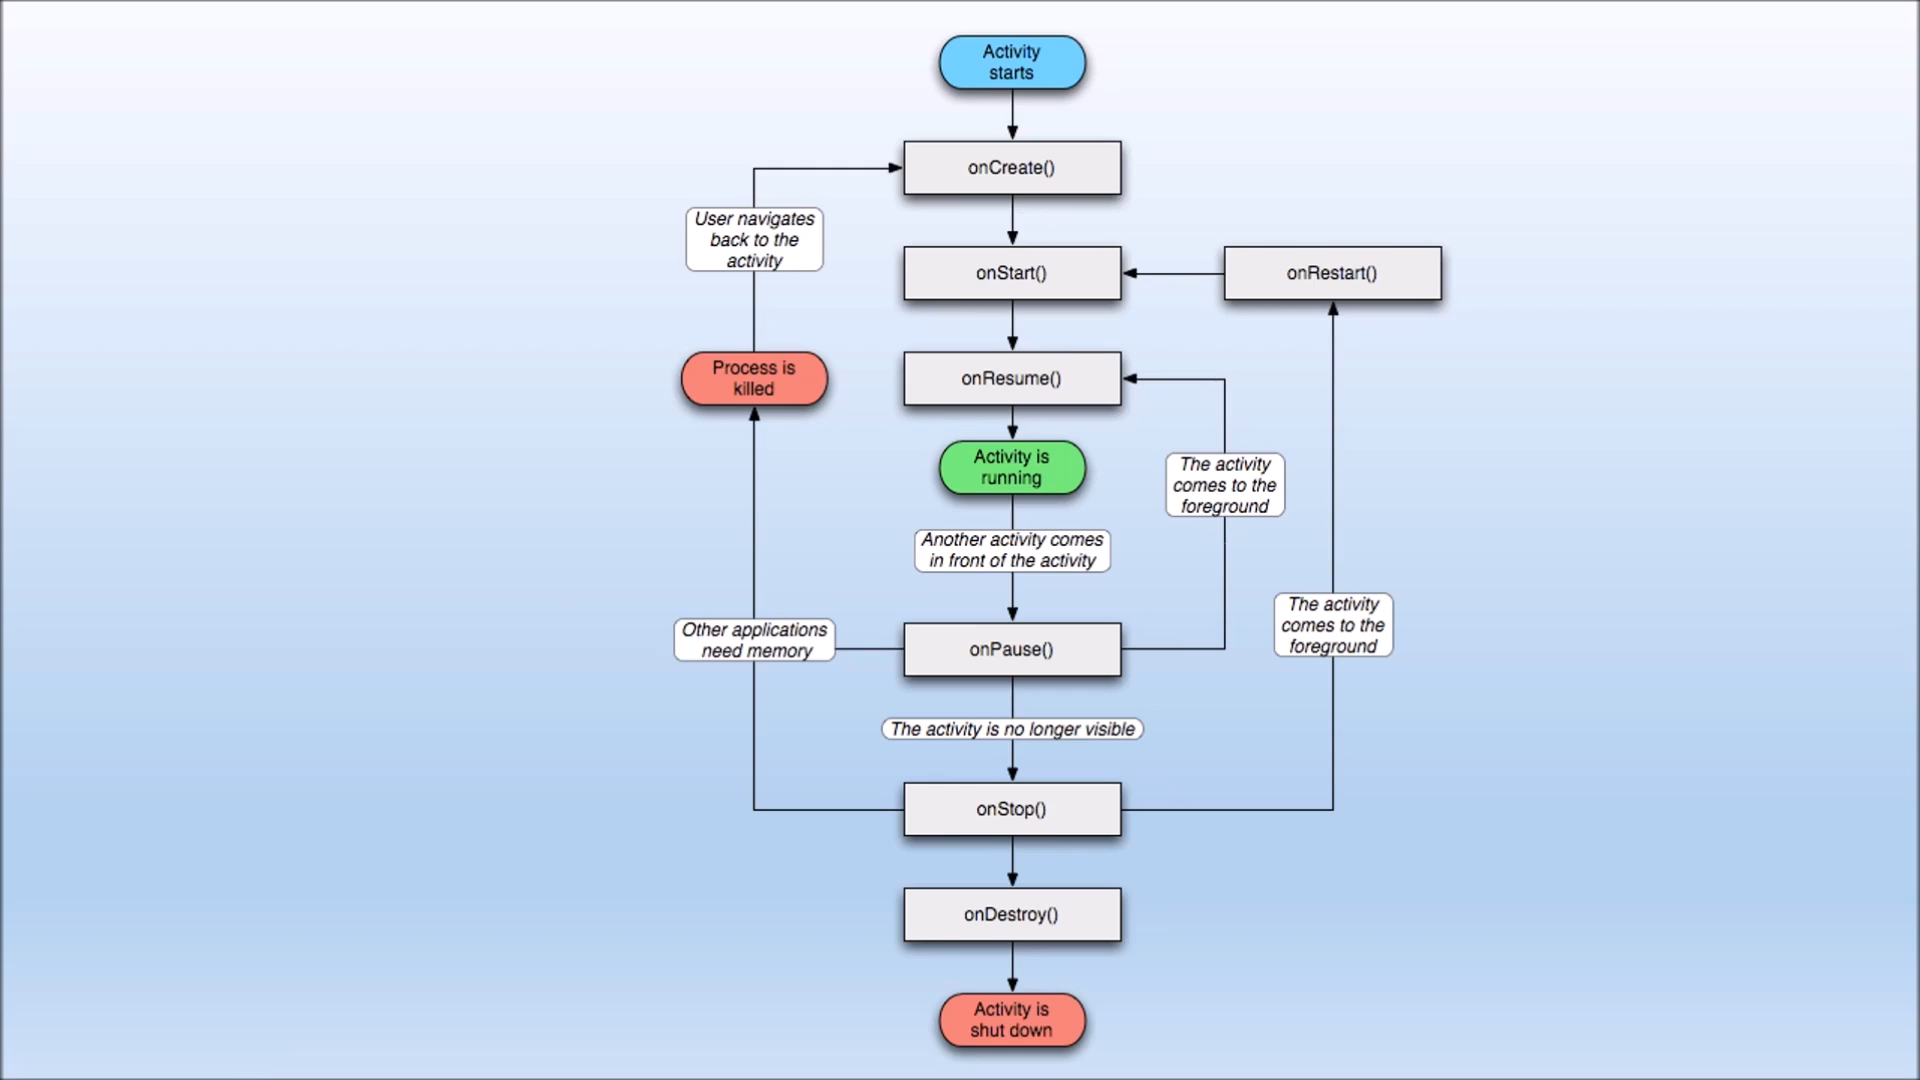 Activity
starts
onCreate()
User navigates
back to the
activity
onStart()
onRestart()
Process is
killed
onResume()
Activity is
running
The activity
comes to the
foreground
Another activity comes
in front of the activity
The activity
comes to the
foreground
Other applications
need memory
onPause()
The activity is no longer visible
onStop()
onDestroy()
Activity is
shut down